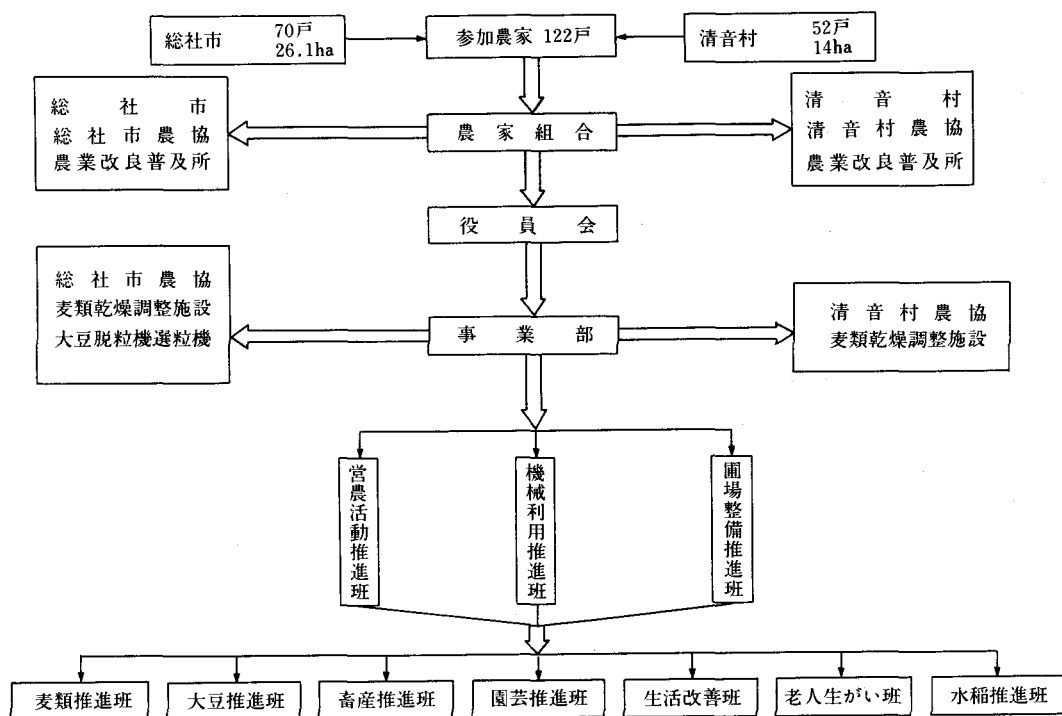 総社市 70戸
26.1ha
参加農家 122戸
清音村 52戸
14ha
総社市
総社市農協
農業改良普及所
農家組合
清音村
清音村農協
農業改良普及所
役員会
総社市農協
麦類乾燥調整施設
大豆脱粒機選粒機
事業部
清音村農協
麦類乾燥調整施設
営農活動推進班
機械利用推進班
圃場整備推進班
麦類推進班
大豆推進班
畜産推進班
園芸推進班
生活改善班
老人生がい班
水稲推進班